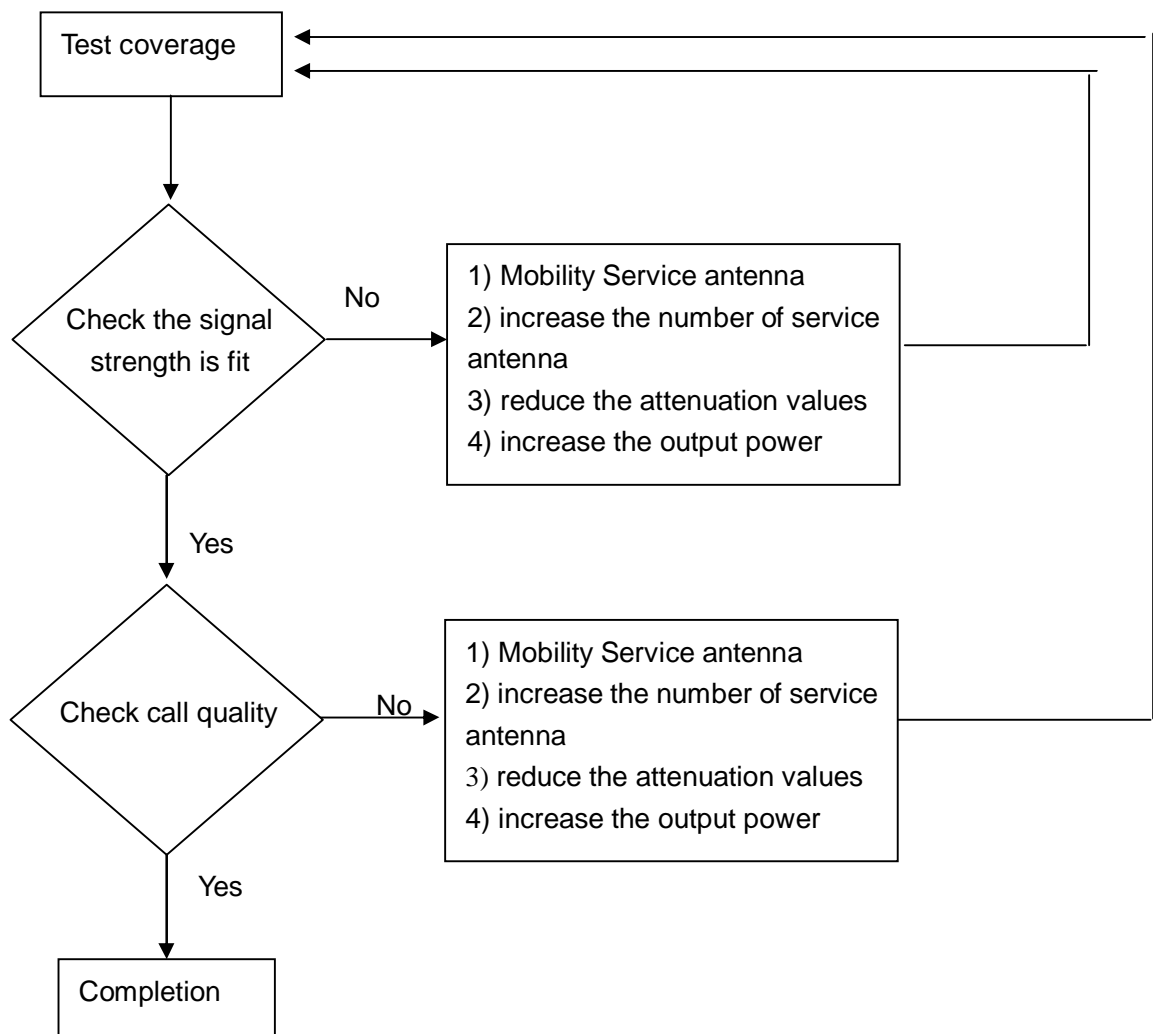 Test coverage
Check the signal
strength is fit
No
1) Mobility Service antenna
2) increase the number of service
antenna
3) reduce the attenuation values
4) increase the output power
Yes
Check call quality
No
1) Mobility Service antenna
2) increase the number of service
antenna
3) reduce the attenuation values
4) increase the output power
Yes
Completion